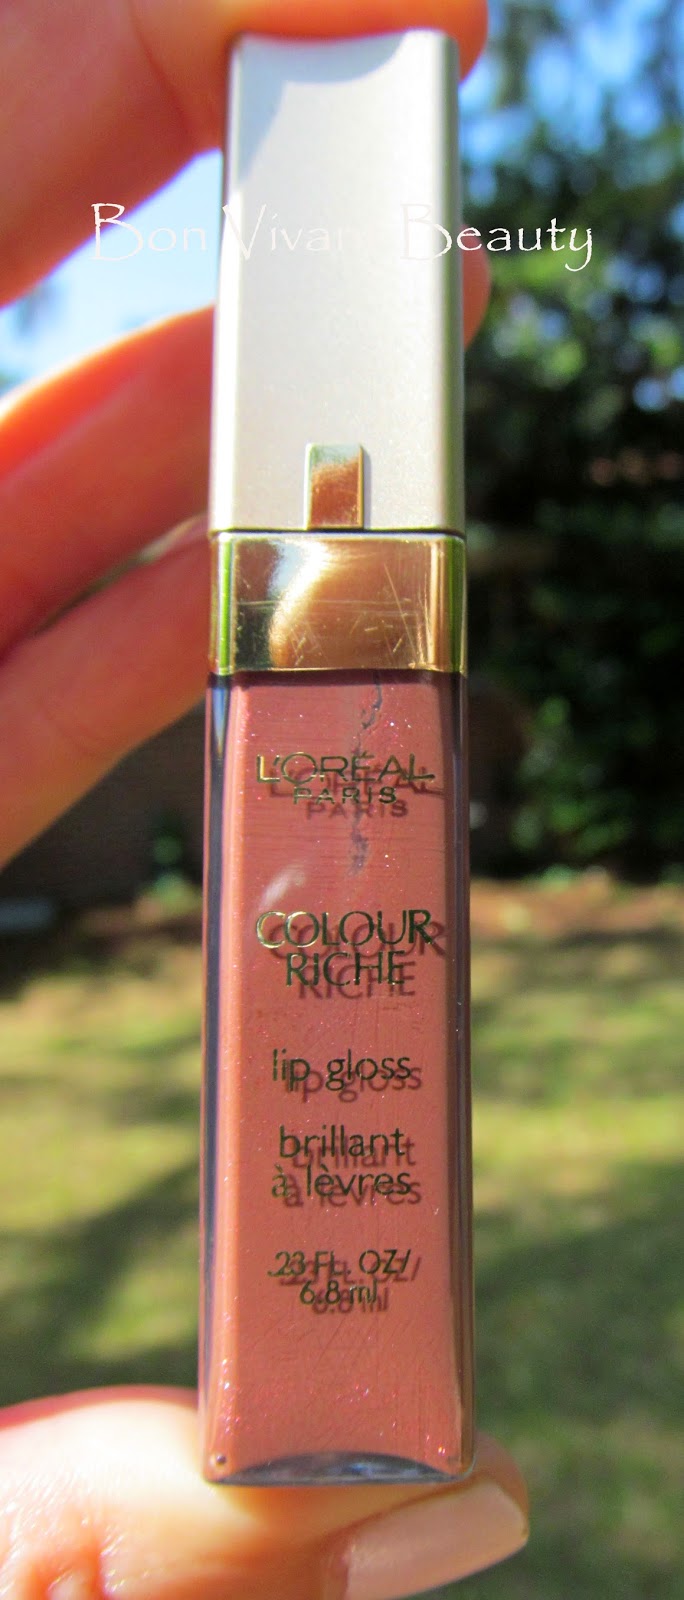 Bon Vivant Beauty
L'ORÉAL
PARIS
COLOUR
RICHE
lip gloss
brillant
à lèvres
.23 FL. OZ/
6.8 ml